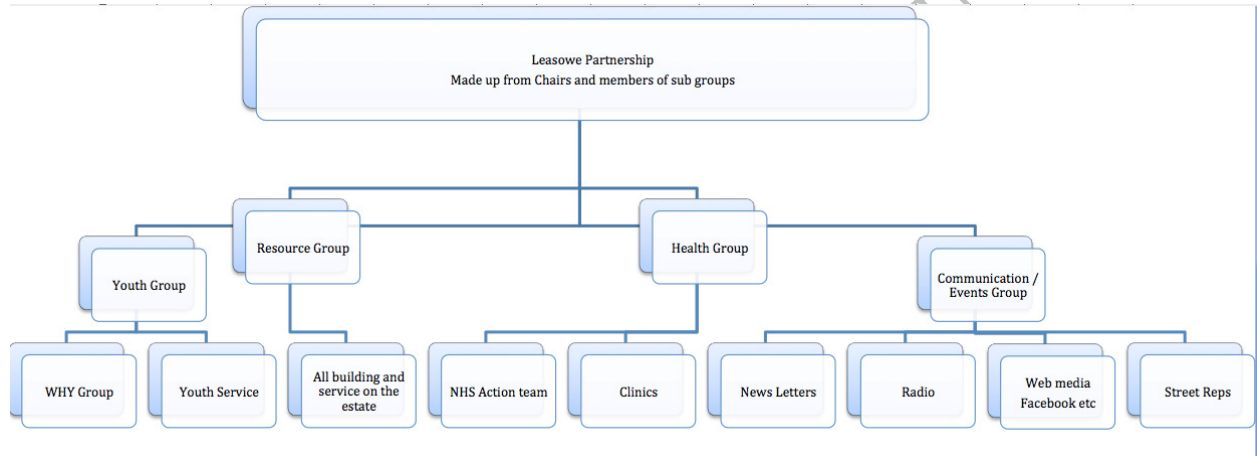 Leasowe Partnership
Made up from Chairs and members of sub groups
Resource Group
Health Group
Youth Group
Communication /
Events Group
WHY Group
Youth Service
All building and
service on the
estate
NHS Action team
Clinics
News Letters
Radio
Web media
Facebook etc
Street Reps